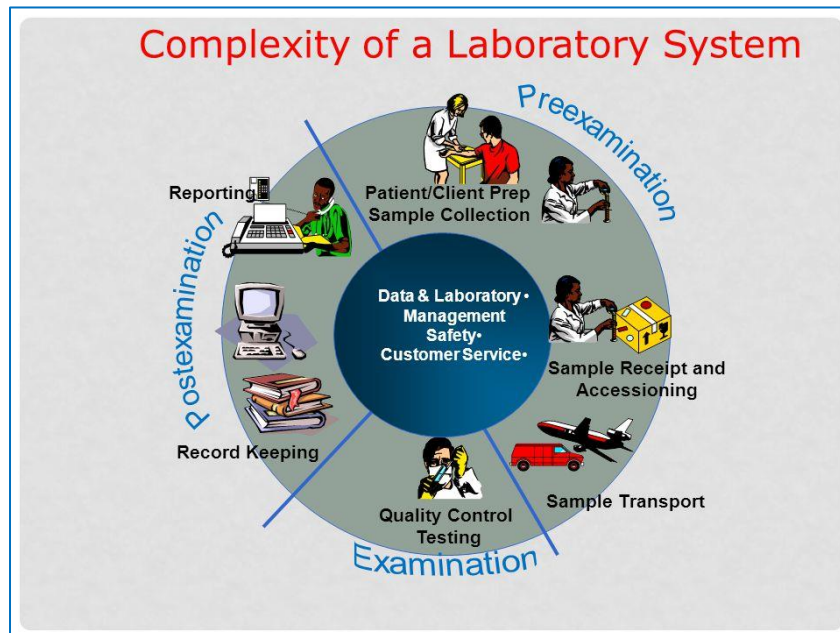 Complexity of a Laboratory System
Preexamination
Reporting
Patient/Client Prep
Sample Collection
Postexamination
Data & Laboratory •
Management
Safety•
Customer Service•
Sample Receipt and
Accessioning
Record Keeping
Sample Transport
Quality Control
Testing
Examination